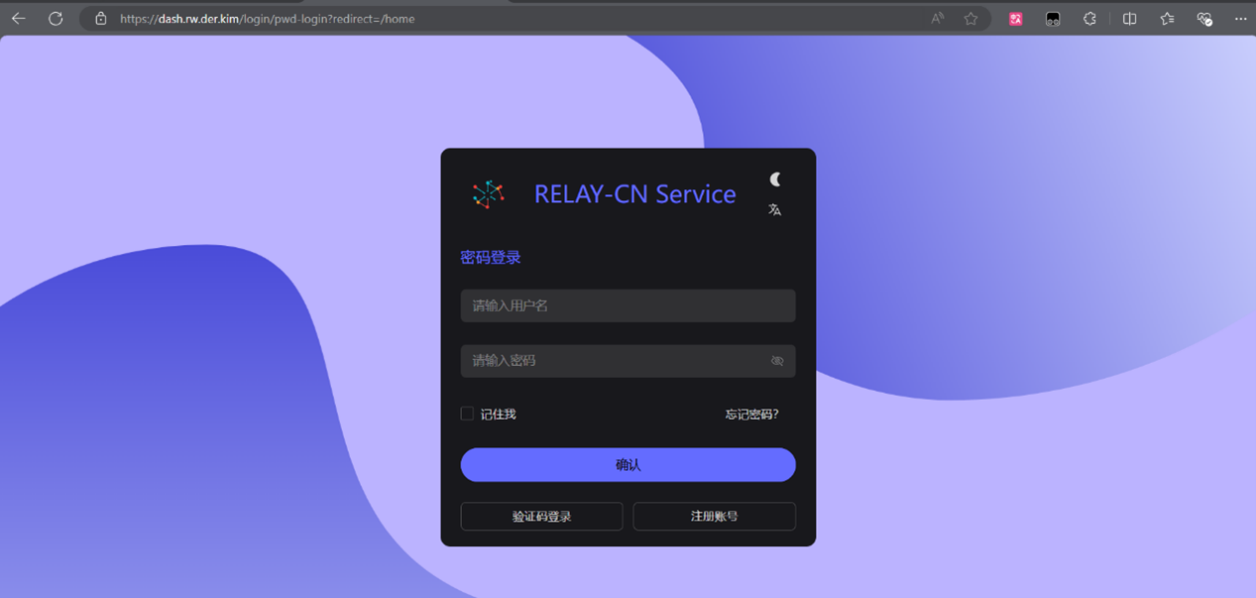 https://dash.rw.der.kim/login/pwd-login?redirect=/home
RELAY-CN Service
密码登录
请输入用户名
请输入密码
记住我 忘记密码?
确认
验证码登录 注册账号